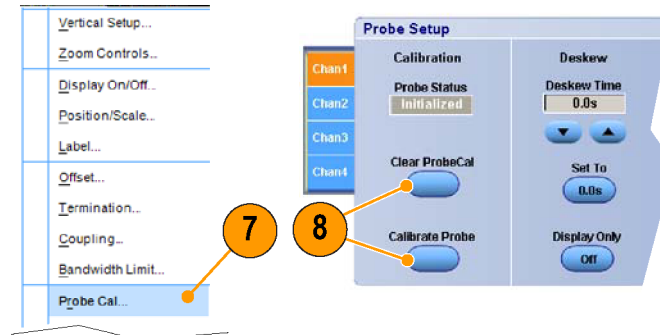 Vertical Setup...
Zoom Controls...
Display On/Off...
Position/Scale...
Label...
Offset...
Termination...
Coupling...
Bandwidth Limit...
Probe Cal...
7
8
Probe Setup
Chan1
Chan2
Chan3
Chan4
Calibration
Probe Status
Initialized
Clear ProbeCal
Calibrate Probe
Deskew
Deskew Time
0.0s
Set To
0.0s
Display Only
Off